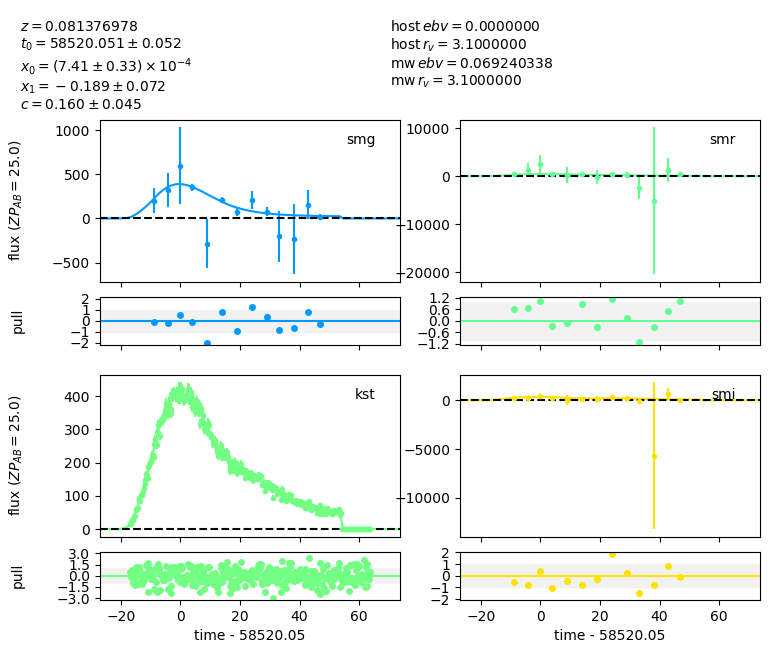 z = 0.081376978
t₀ = 58520.051 ± 0.052
x₀ = (7.41 ± 0.33) × 10⁻⁴
x₁ = −0.189 ± 0.072
c = 0.160 ± 0.045
host ebv = 0.0000000
host r_v = 3.1000000
mw ebv = 0.069240338
mw r_v = 3.1000000
flux (ZP_AB = 25.0)
1000
500
0
−500
smg
10000
0
−10000
−20000
smr
pull
2
1
0
−1
−2
1.2
0.6
0.0
−0.6
−1.2
flux (ZP_AB = 25.0)
400
300
200
100
0
kst
0
−5000
−10000
smi
pull
3.0
1.5
0.0
−1.5
−3.0
2
1
0
−1
−2
−20 0 20 40 60
−20 0 20 40 60
time - 58520.05
time - 58520.05